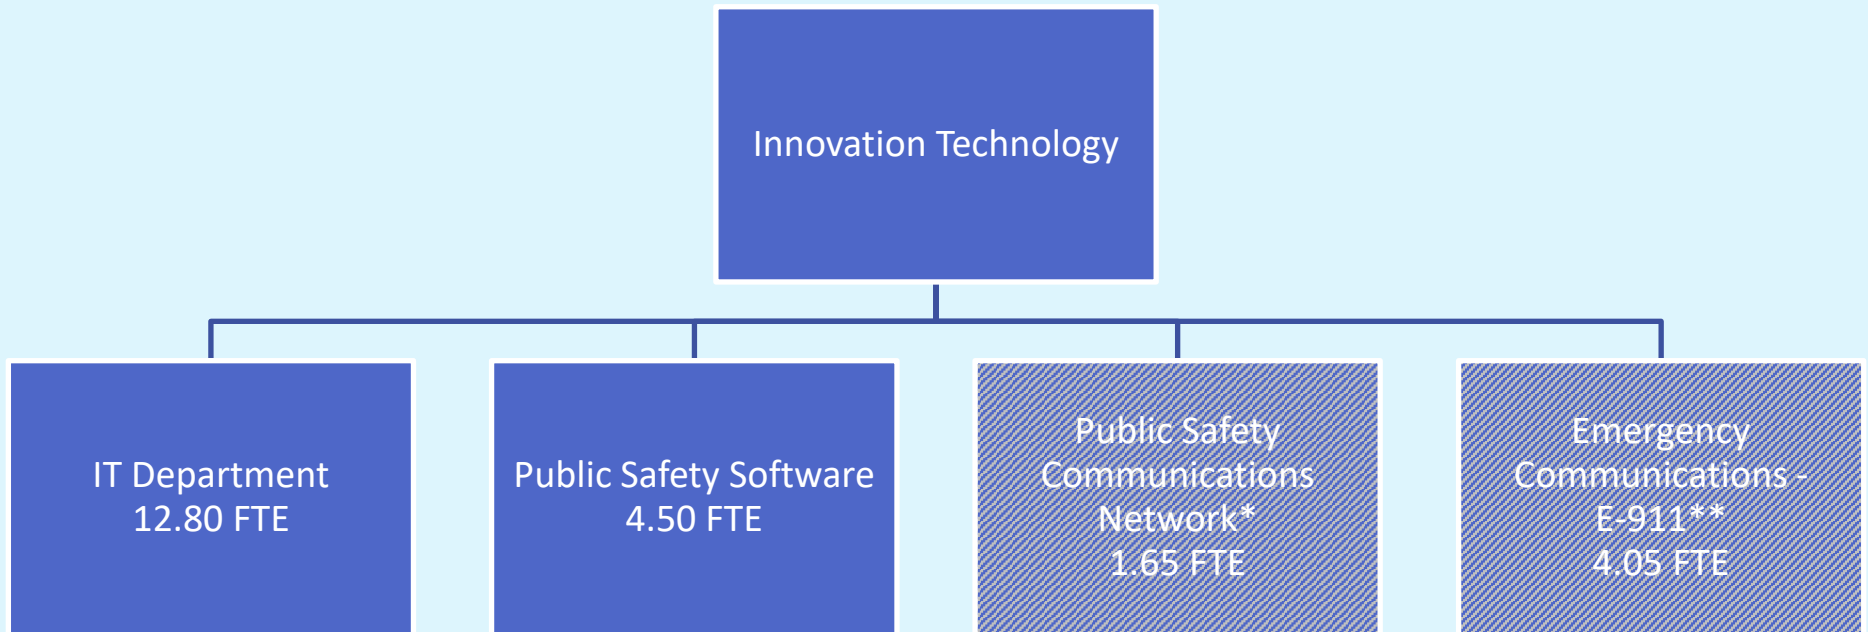 Innovation Technology
IT Department
12.80 FTE
Public Safety Software
4.50 FTE
Public Safety
Communications
Network*
1.65 FTE
Emergency
Communications -
E-911**
4.05 FTE